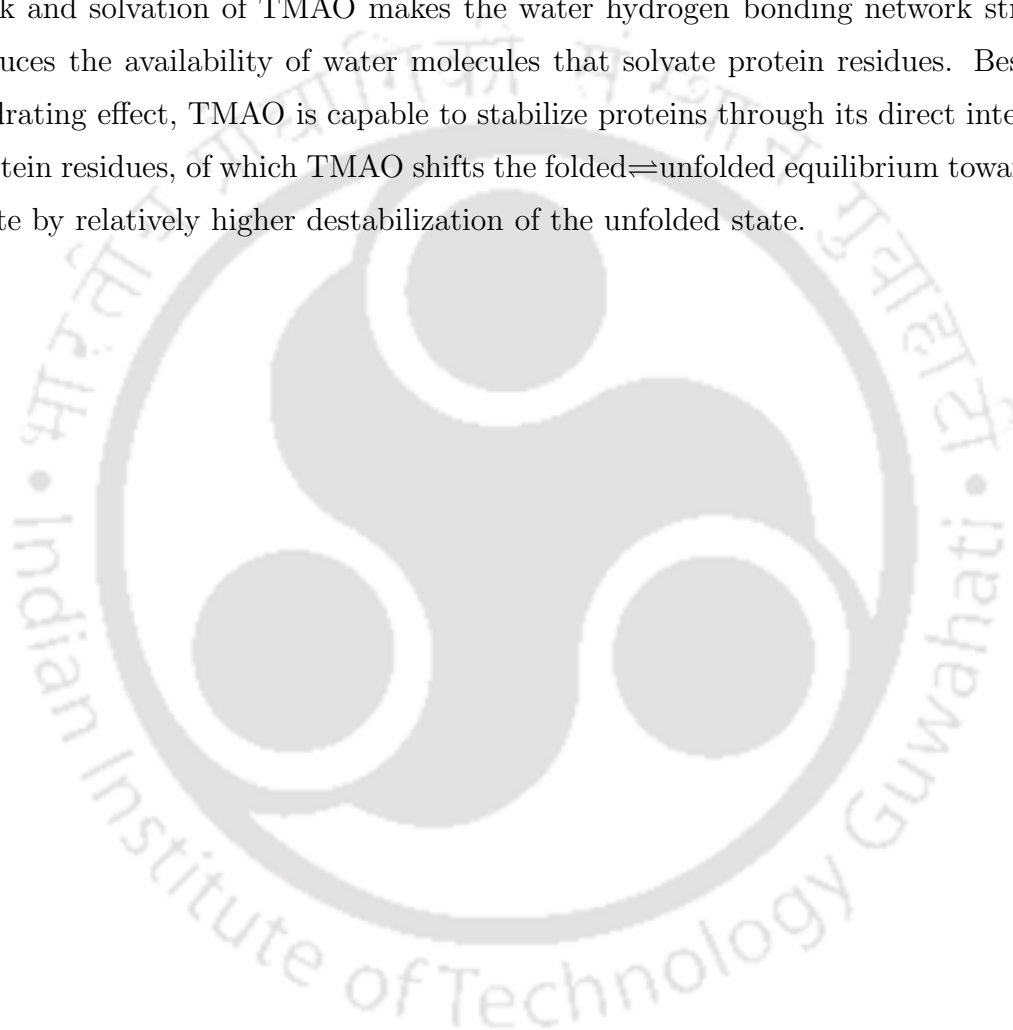 k and solvation of TMAO makes the water hydrogen bonding network str
uces the availability of water molecules that solvate protein residues. Bes
drating effect, TMAO is capable to stabilize proteins through its direct inte
tein residues, of which TMAO shifts the folded⇌unfolded equilibrium towa
te by relatively higher destabilization of the unfolded state.
भारतीय प्रौद्योगिकी संस्थान गुवाहाटी
• Indian Institute of Technology Guwahati •